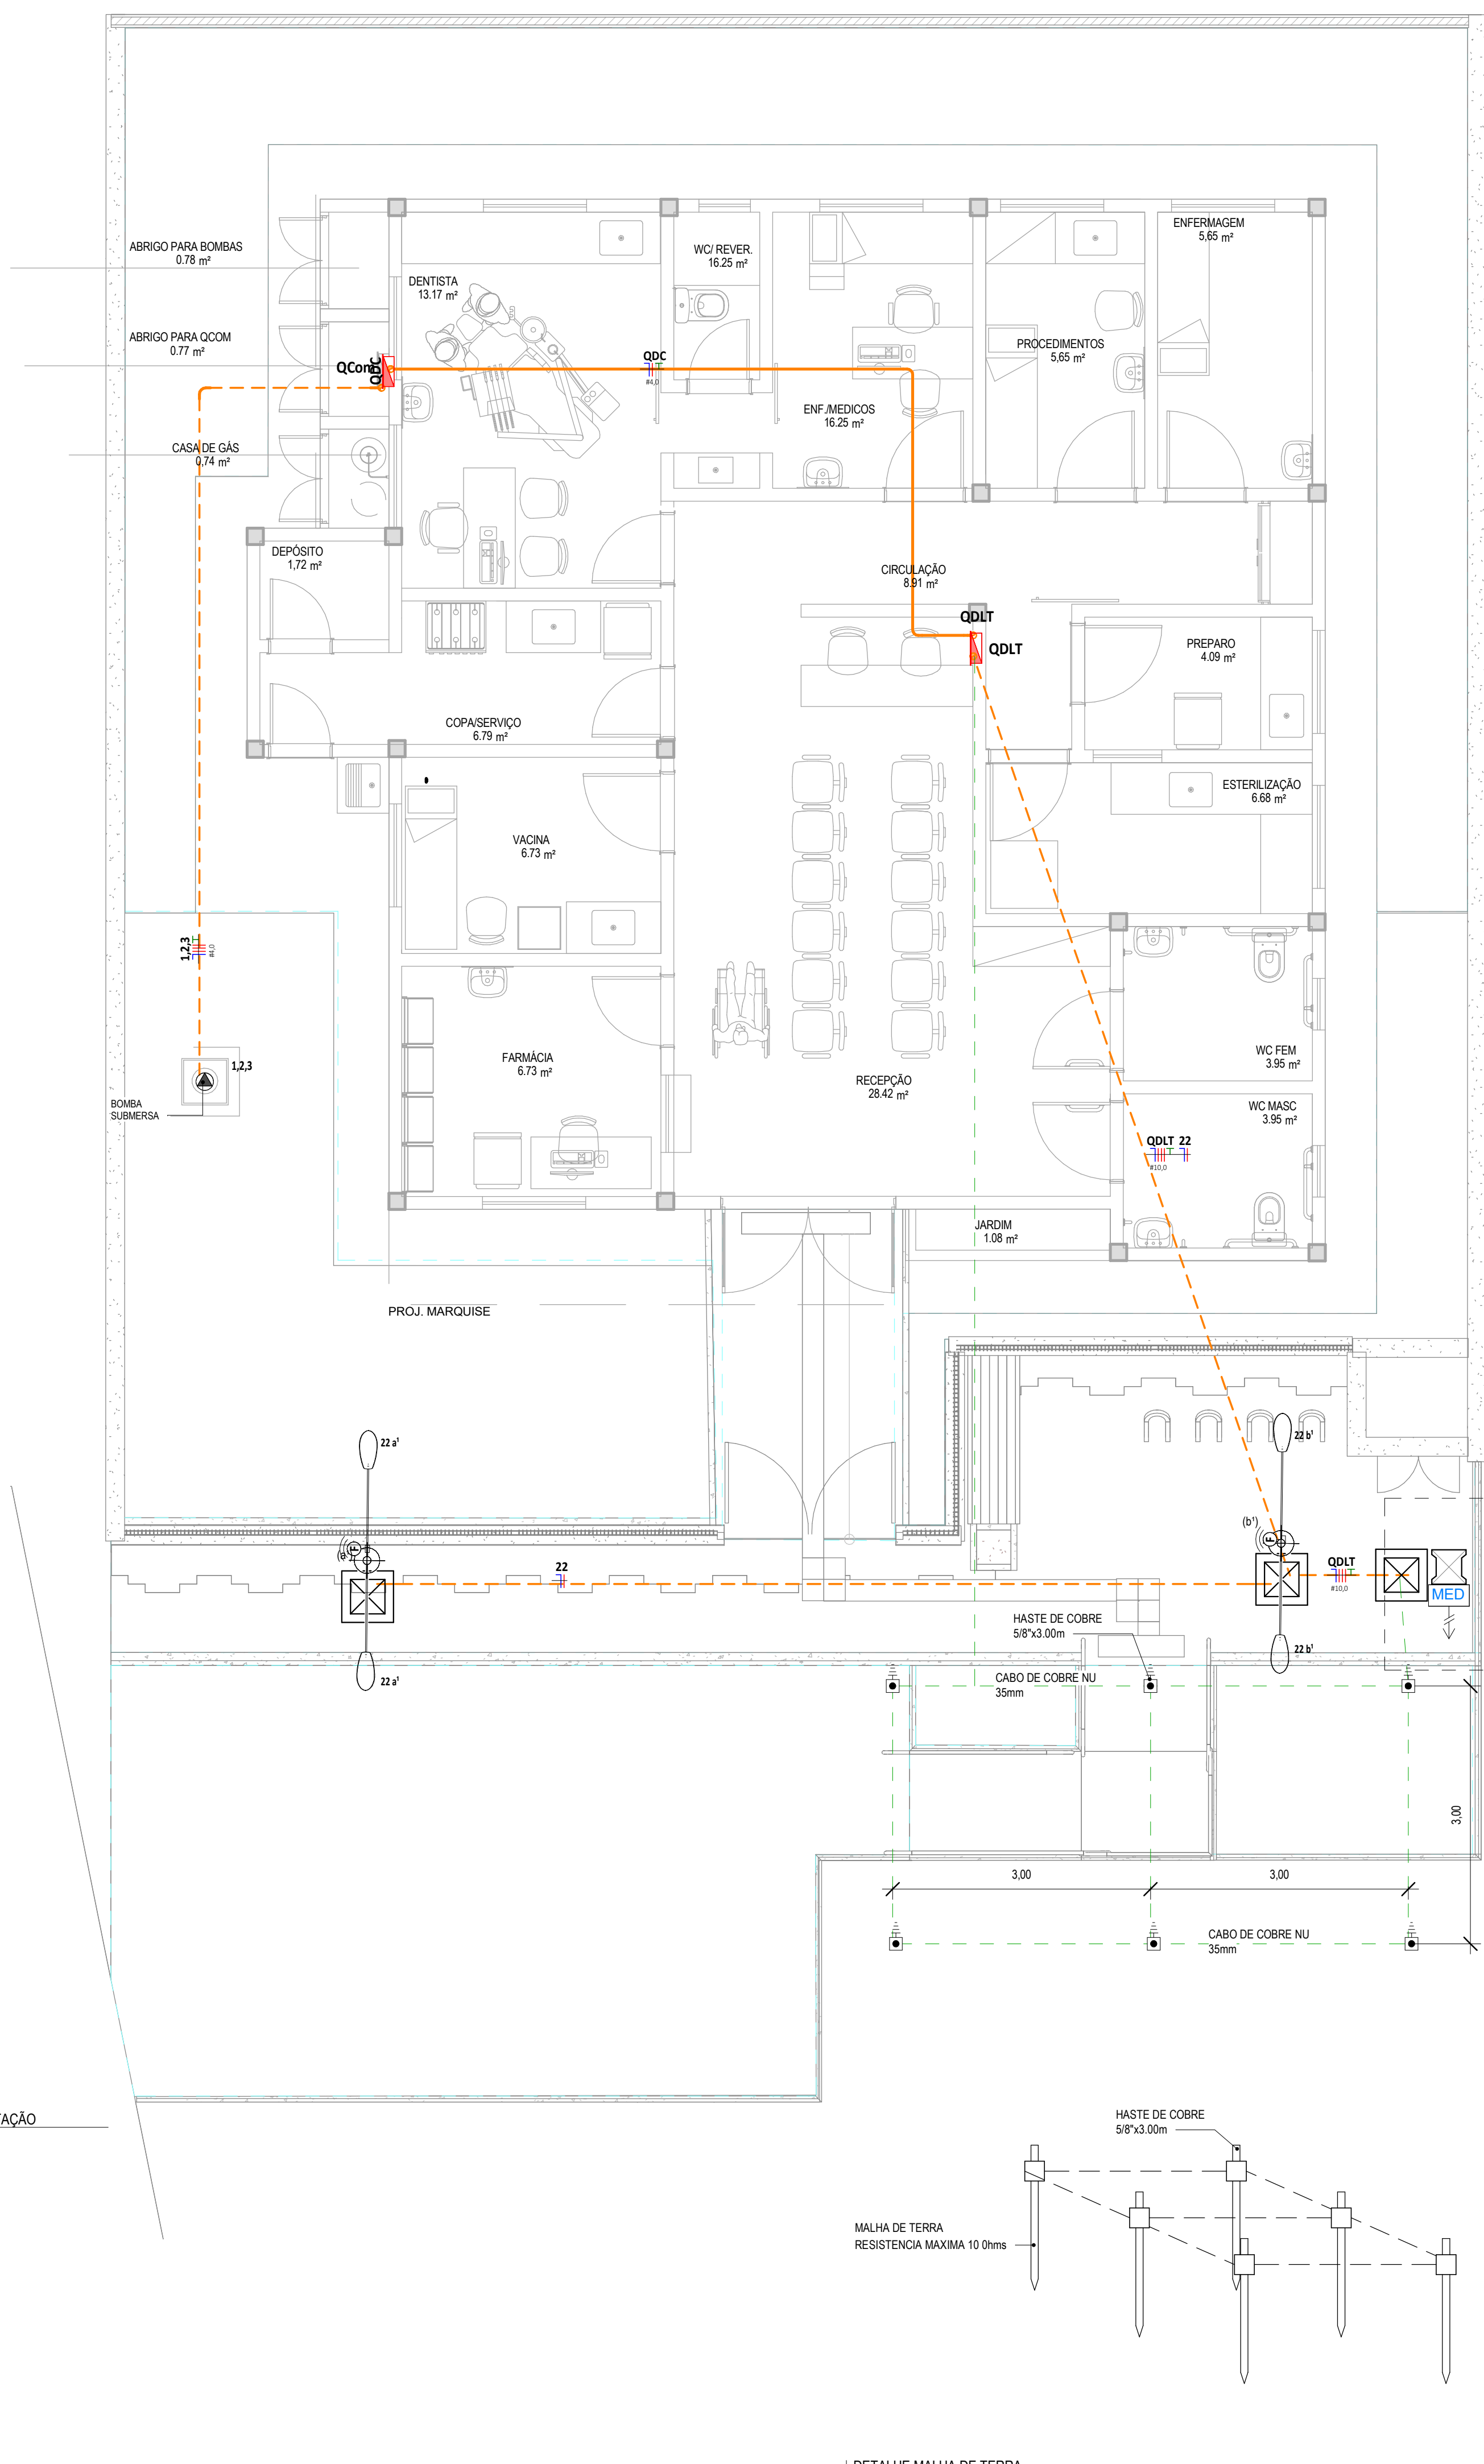 ENFERMAGEM
5,65 m²
ABRIGO PARA BOMBAS
0.78 m²
WC/ REVER.
16.25 m²
DENTISTA
13.17 m²
ABRIGO PARA QCOM
0.77 m²
PROCEDIMENTOS
5,65 m²
QDC
#4,0
QCom
QDC
ENF./MEDICOS
16.25 m²
CASA DE GÁS
0,74 m²
DEPÓSITO
1,72 m²
CIRCULAÇÃO
8.91 m²
QDLT
QDLT
PREPARO
4.09 m²
COPA/SERVIÇO
6.79 m²
ESTERILIZAÇÃO
6.68 m²
VACINA
6.73 m²
1,2,3
#4,0
FARMÁCIA
6.73 m²
1,2,3
BOMBA
SUBMERSA
RECEPÇÃO
28.42 m²
WC FEM
3.95 m²
WC MASC
3.95 m²
QDLT 22
#10,0
JARDIM
1.08 m²
PROJ. MARQUISE
22 a¹
22 b¹
(b¹)
F
(a¹)
F
22
QDLT
#10,0
MED
HASTE DE COBRE
5/8"x3.00m
22 b¹
22 a¹
CABO DE COBRE NU
35mm
3,00
3,00
3,00
CABO DE COBRE NU
35mm
AÇÃO
HASTE DE COBRE
5/8"x3.00m
MALHA DE TERRA
RESISTENCIA MAXIMA 10 0hms
DETALHE MALHA DE TERRA